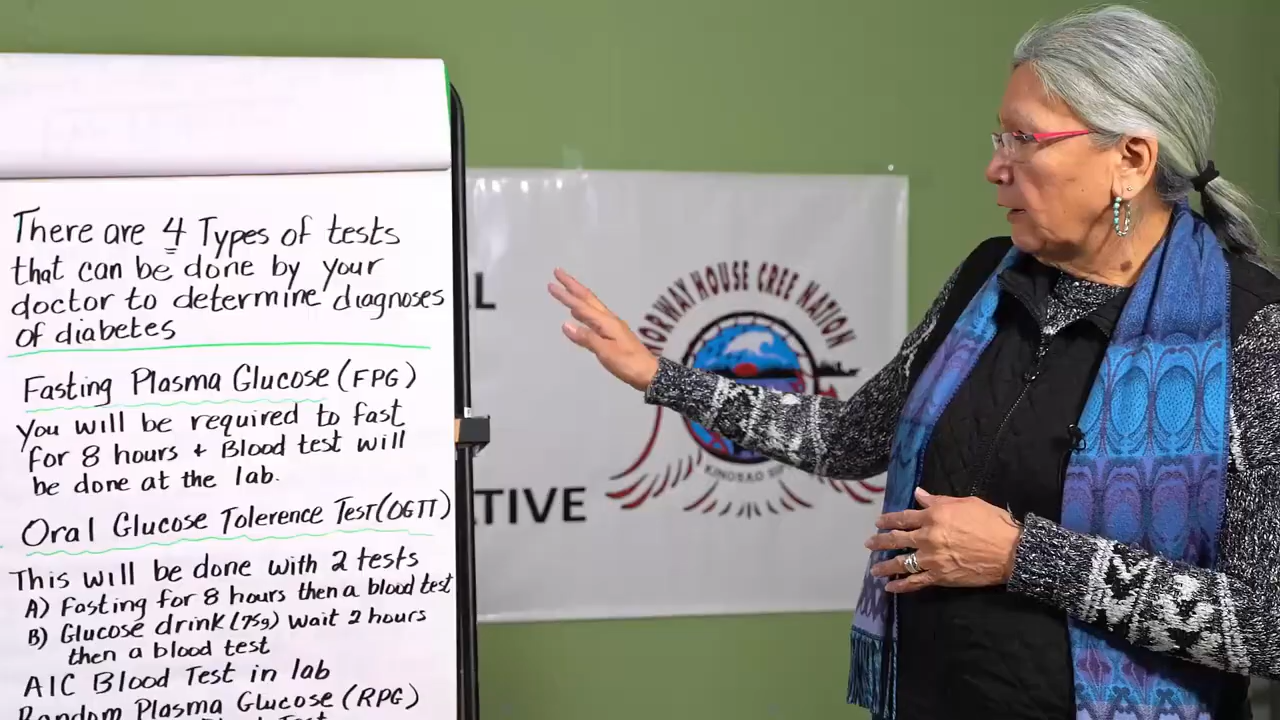 There are 4 Types of tests
that can be done by your
doctor to determine diagnoses
of diabetes
Fasting Plasma Glucose (FPG)
You will be required to fast
for 8 hours + Blood test will
be done at the lab.
Oral Glucose Tolerence Test (OGTT)
This will be done with 2 tests
A) Fasting for 8 hours then a blood test
B) Glucose drink (75g) wait 2 hours
then a blood test
A1C Blood Test in lab
Random Plasma Glucose (RPG)
Test
L
NORWAY HOUSE CREE NATION
KINOSAO SIPI
TIVE